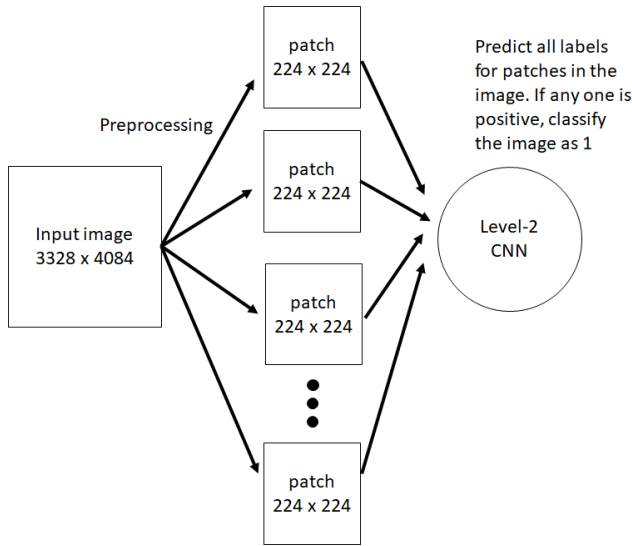 Input image
3328 x 4084
Preprocessing
patch
224 x 224
patch
224 x 224
patch
224 x 224
patch
224 x 224
Predict all labels
for patches in the
image. If any one is
positive, classify
the image as 1
Level-2
CNN